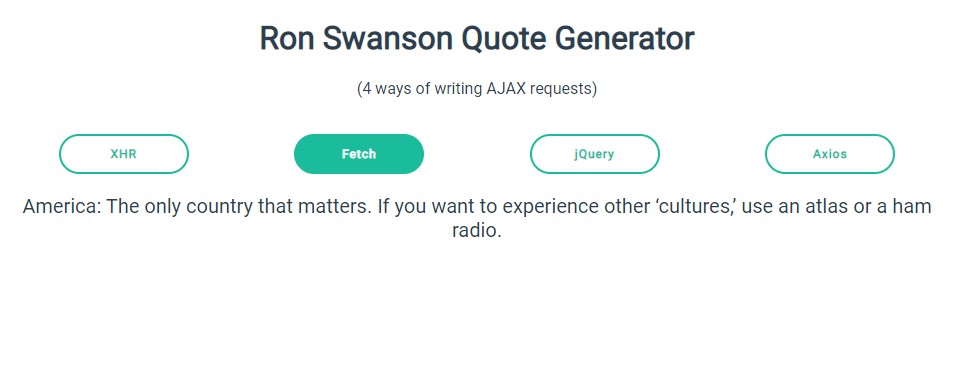 Ron Swanson Quote Generator
(4 ways of writing AJAX requests)
XHR
Fetch
jQuery
Axios
America: The only country that matters. If you want to experience other ‘cultures,’ use an atlas or a ham
radio.